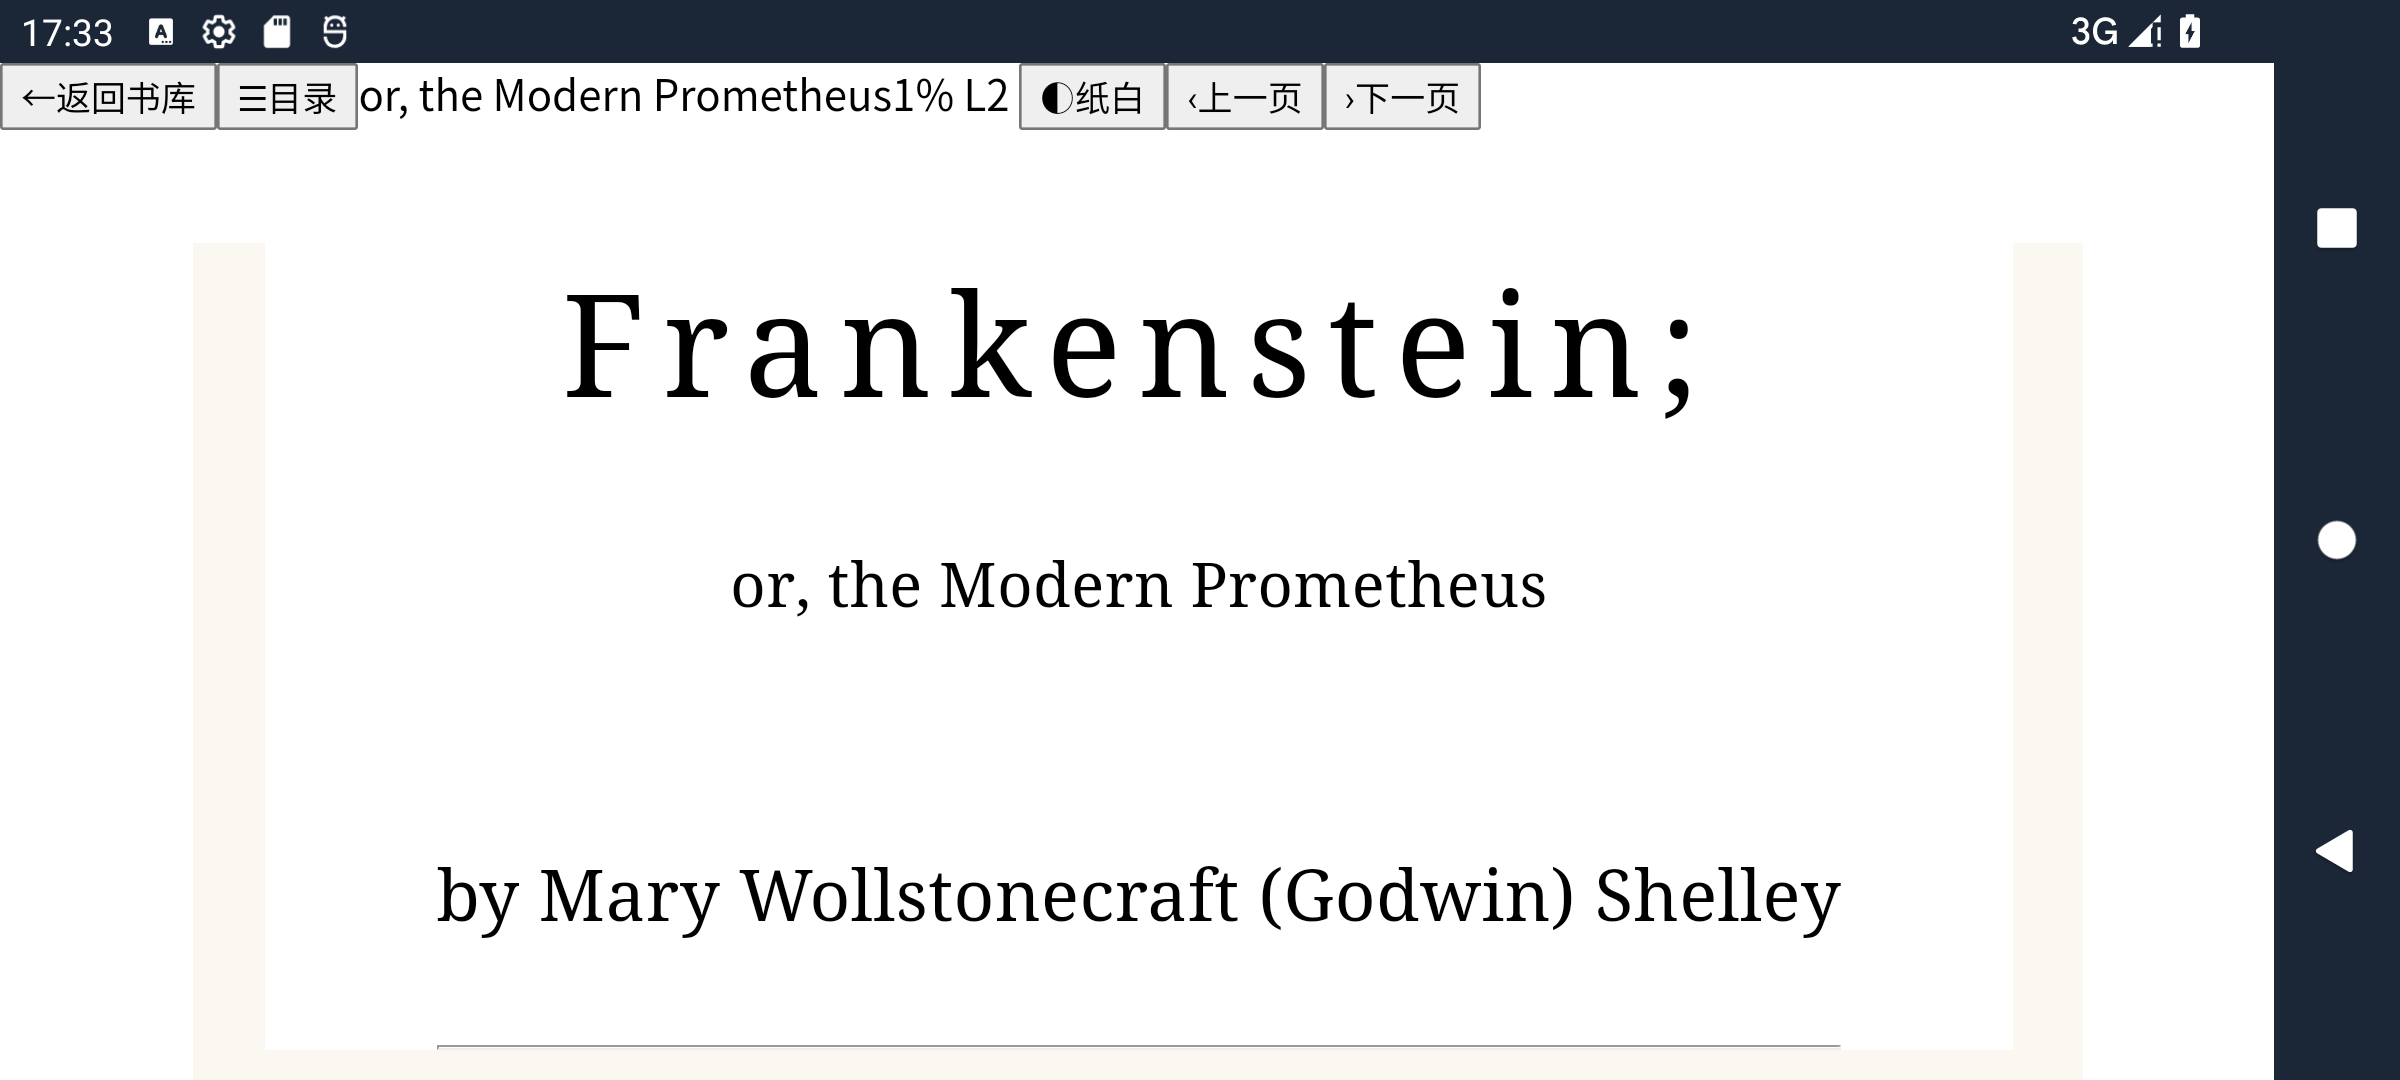 17:33 3G
←返回书库 ☰目录 or, the Modern Prometheus1% L2 ◐纸白 ‹上一页 ›下一页
Frankenstein;
or, the Modern Prometheus
by Mary Wollstonecraft (Godwin) Shelley